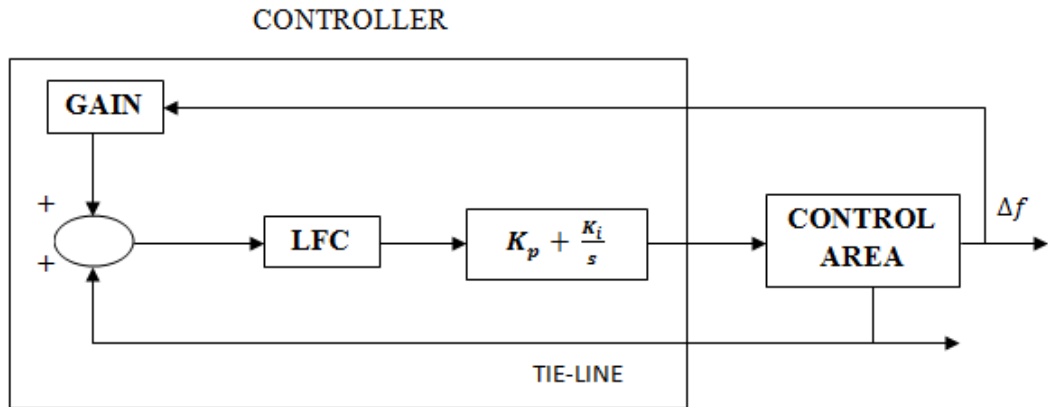 CONTROLLER
GAIN
+
+
LFC
K_p + K_i/s
CONTROL
AREA
Δf
TIE-LINE